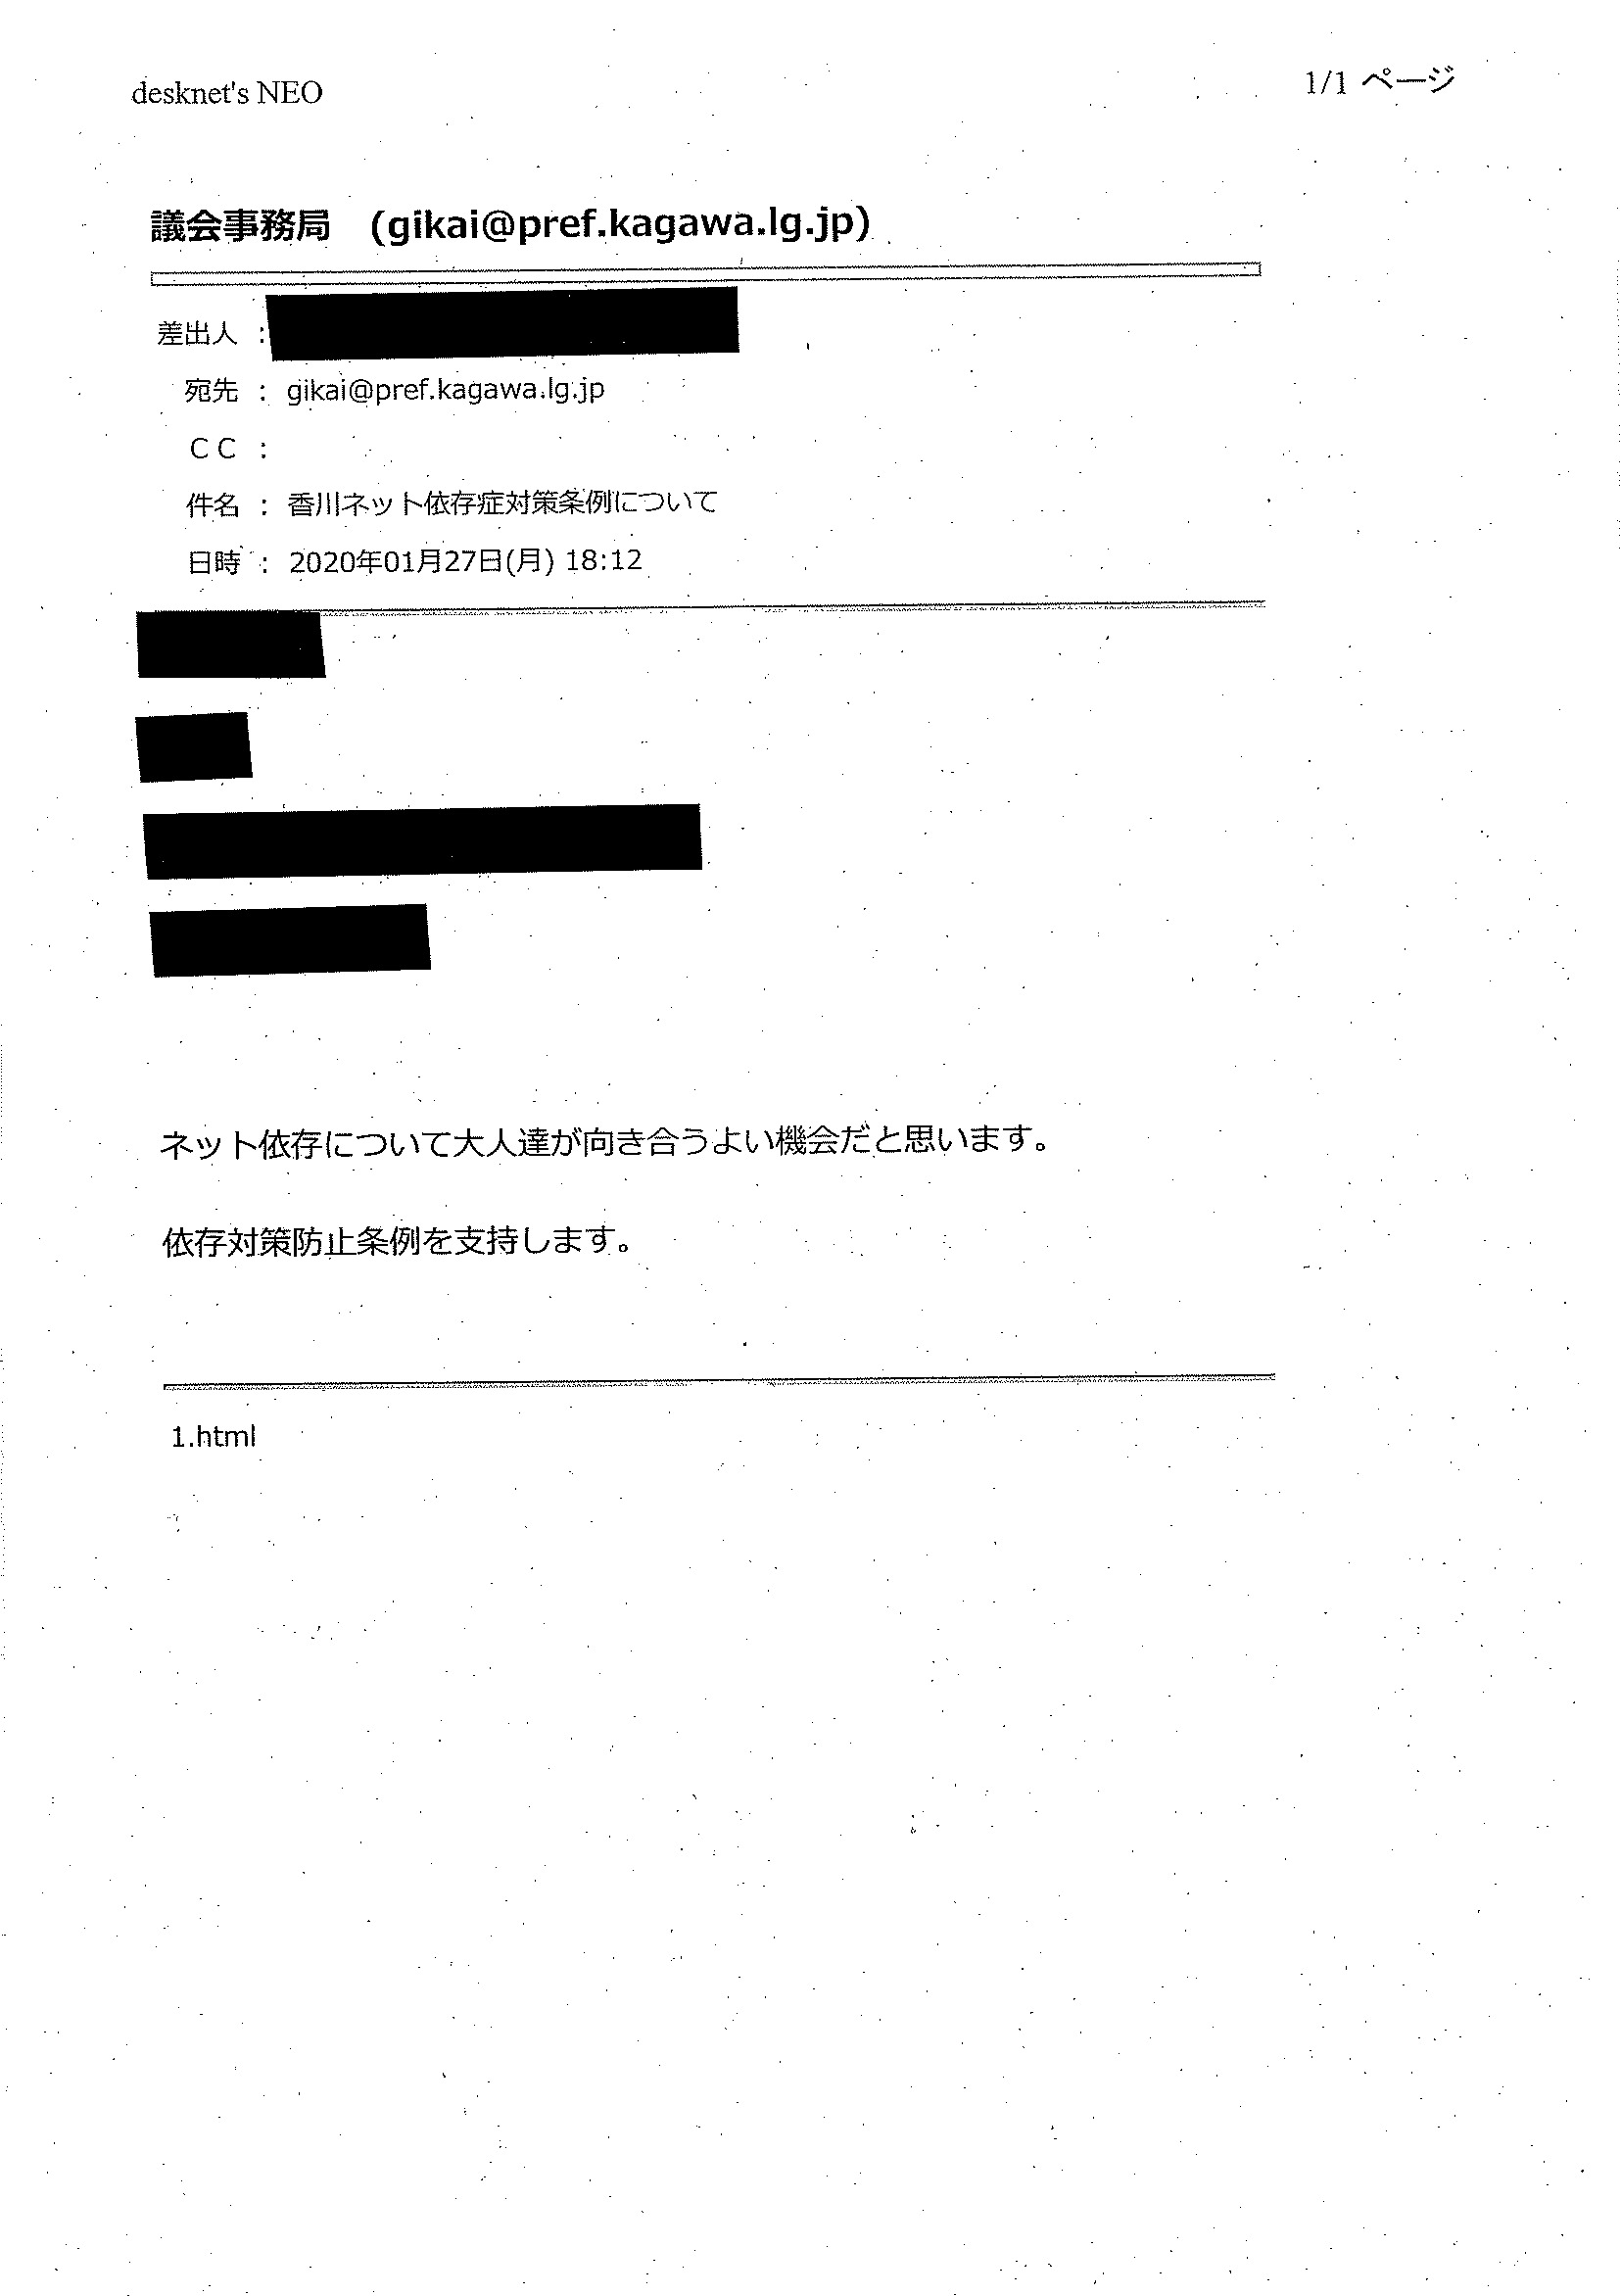 desknet's NEO
1/1 ページ
議会事務局 (gikai@pref.kagawa.lg.jp)
差出人 :
宛先 : gikai@pref.kagawa.lg.jp
CC :
件名 : 香川ネット依存症対策条例について
日時 : 2020年01月27日(月) 18:12
ネット依存について大人達が向き合うよい機会だと思います。
依存対策防止条例を支持します。
1.html